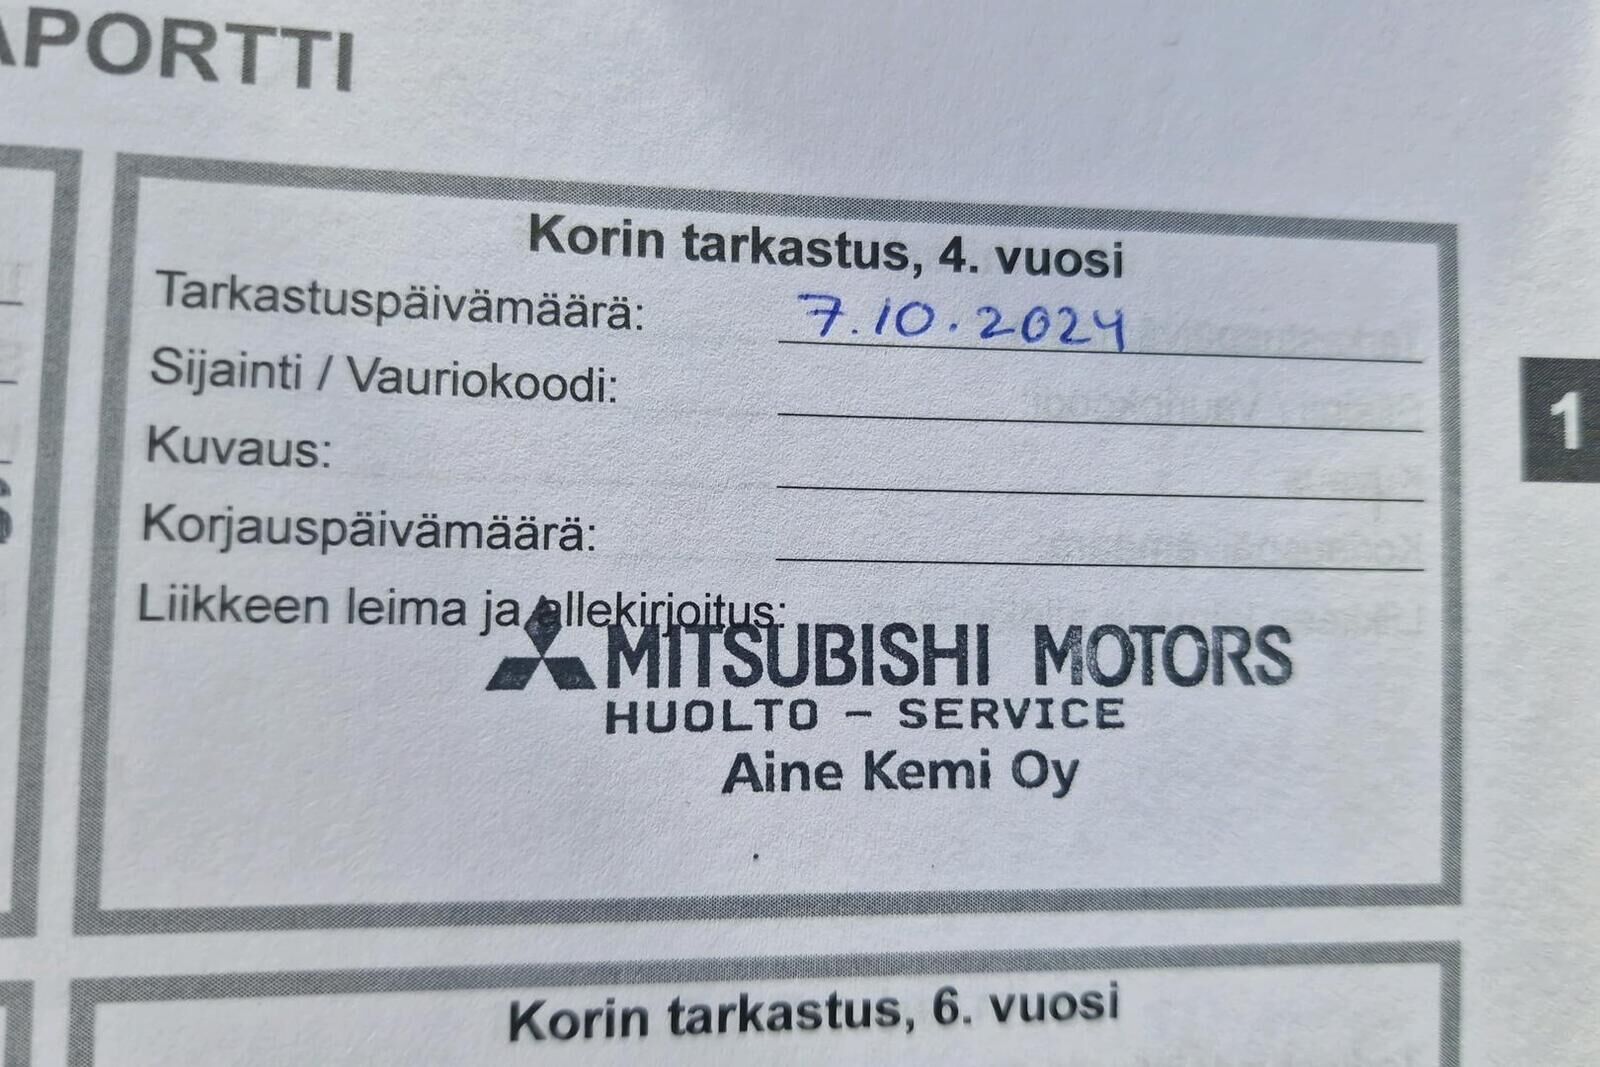 APORTTI
Korin tarkastus, 4. vuosi
Tarkastuspäivämäärä: 7.10.2024
Sijainti / Vauriokoodi:
Kuvaus:
Korjauspäivämäärä:
Liikkeen leima ja allekirjoitus:
MITSUBISHI MOTORS
HUOLTO - SERVICE
Aine Kemi Oy
Korin tarkastus, 6. vuosi
1